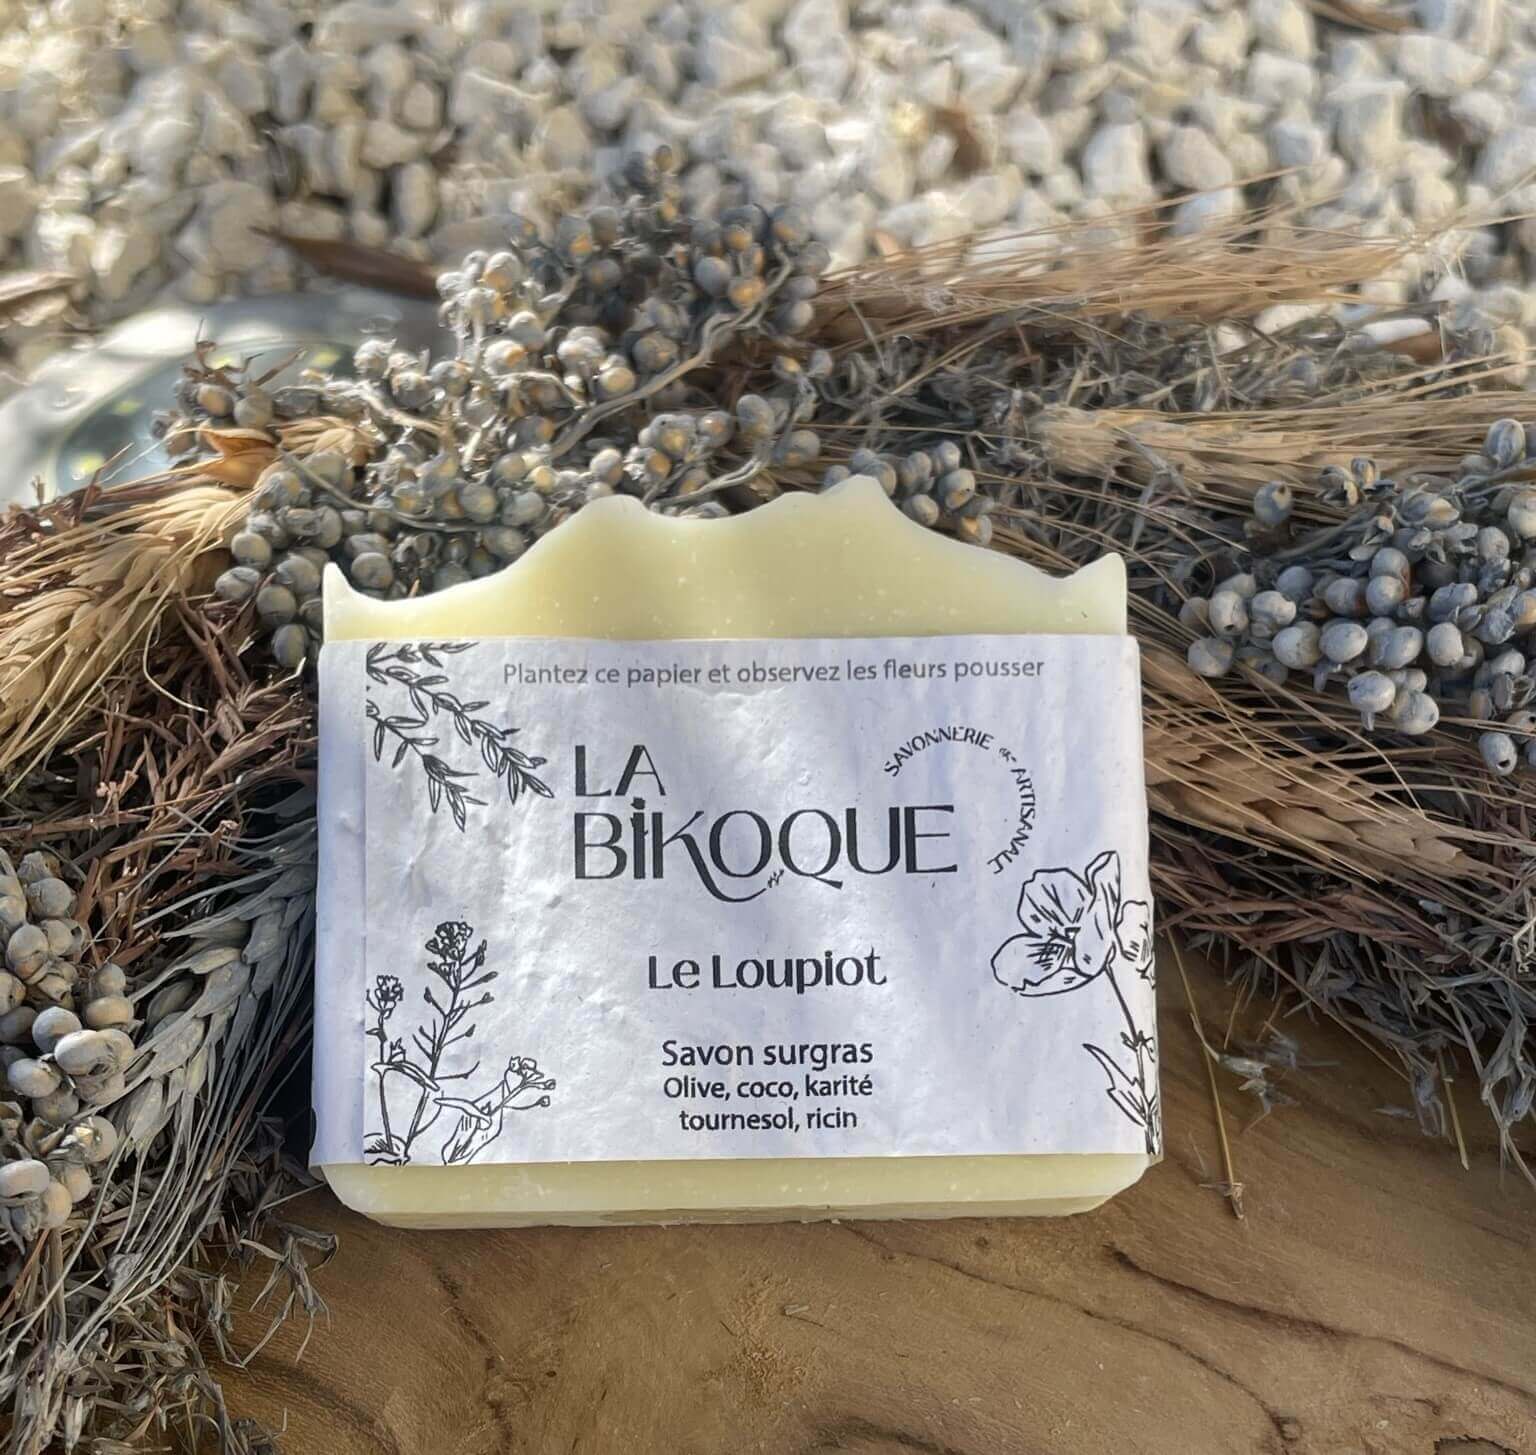 Plantez ce papier et observez les fleurs pousser
LA
BIKOQUE
SAVONNERIE
ARTISANALE
Le Loupiot
Savon surgras
Olive, coco, karité
tournesol, ricin